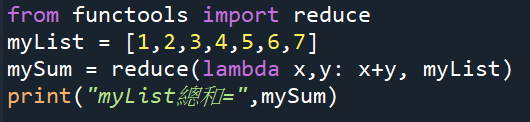 from functools import reduce
myList = [1,2,3,4,5,6,7]
mySum = reduce(lambda x,y: x+y, myList)
print("myList總和=",mySum)